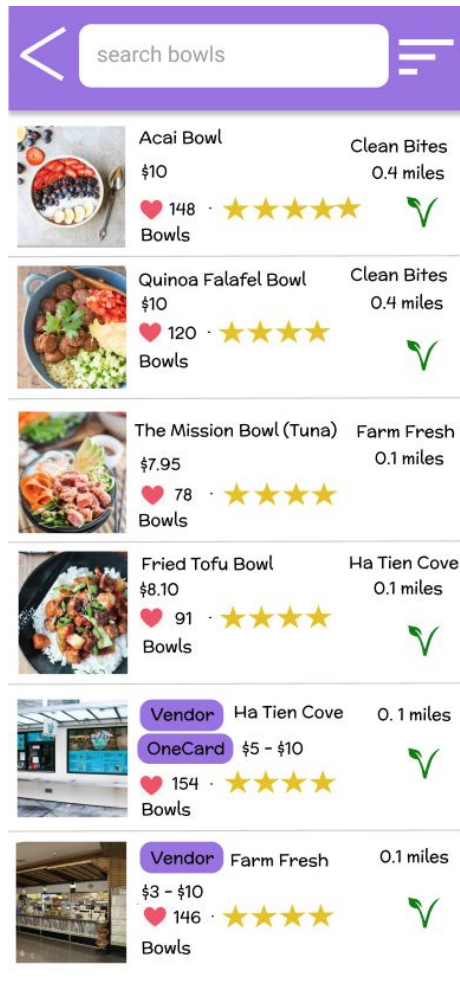 search bowls
Acai Bowl
Clean Bites
$10
0.4 miles
148 ·
Bowls
Quinoa Falafel Bowl
Clean Bites
$10
0.4 miles
120 ·
Bowls
The Mission Bowl (Tuna)
Farm Fresh
$7.95
0.1 miles
78 ·
Bowls
Fried Tofu Bowl
Ha Tien Cove
$8.10
0.1 miles
91 ·
Bowls
Vendor Ha Tien Cove
0. 1 miles
OneCard $5 - $10
154 ·
Bowls
Vendor Farm Fresh
0.1 miles
$3 - $10
146 ·
Bowls